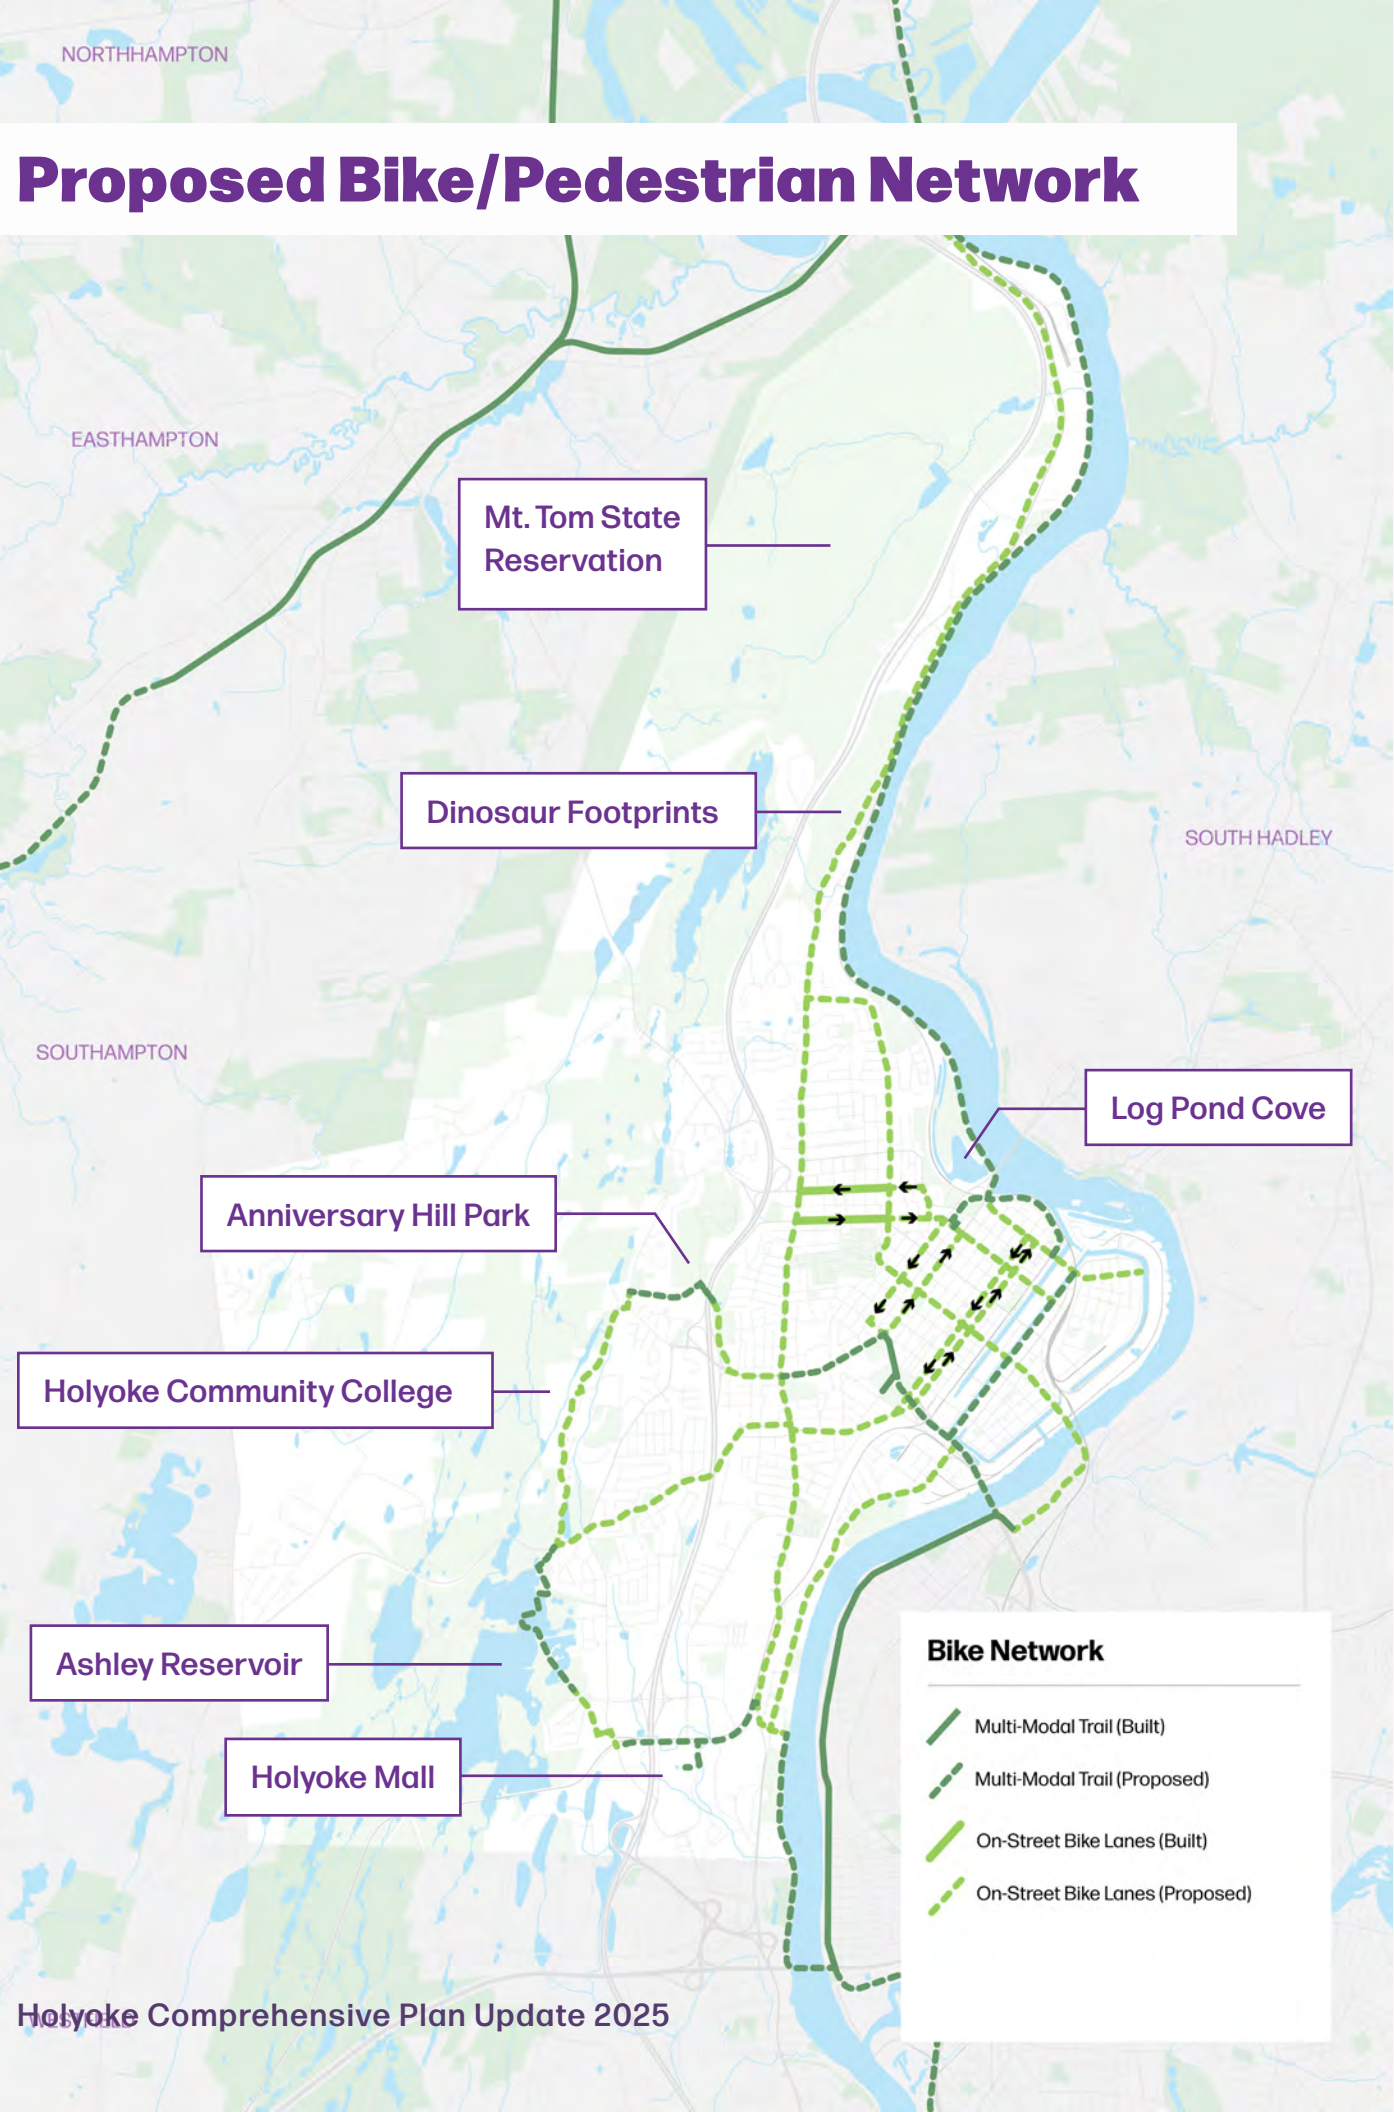 NORTHHAMPTON
Proposed Bike/Pedestrian Network
EASTHAMPTON
Mt. Tom State
Reservation
Dinosaur Footprints
SOUTH HADLEY
SOUTHAMPTON
Log Pond Cove
Anniversary Hill Park
Holyoke Community College
Ashley Reservoir
Holyoke Mall
Bike Network
Multi-Modal Trail (Built)
Multi-Modal Trail (Proposed)
On-Street Bike Lanes (Built)
On-Street Bike Lanes (Proposed)
Holyoke Comprehensive Plan Update 2025
WESTFIELD